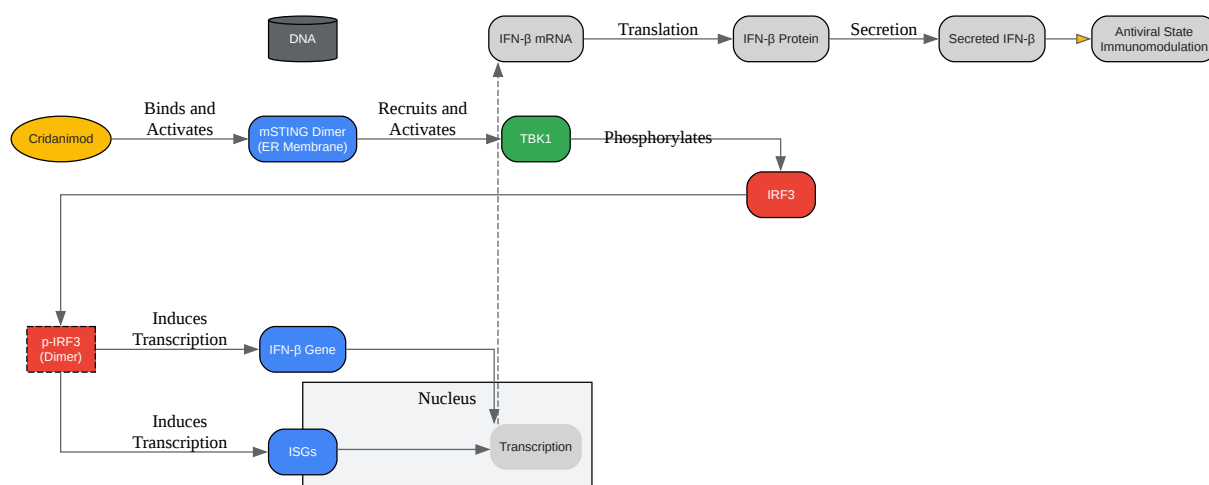 DNA
IFN-β mRNA
Translation
IFN-β Protein
Secretion
Secreted IFN-β
Antiviral State
Immunomodulation
Cridanimod
Binds and
Activates
mSTING Dimer
(ER Membrane)
Recruits and
Activates
TBK1
Phosphorylates
IRF3
p-IRF3
(Dimer)
Induces
Transcription
IFN-β Gene
Nucleus
Induces
Transcription
ISGs
Transcription